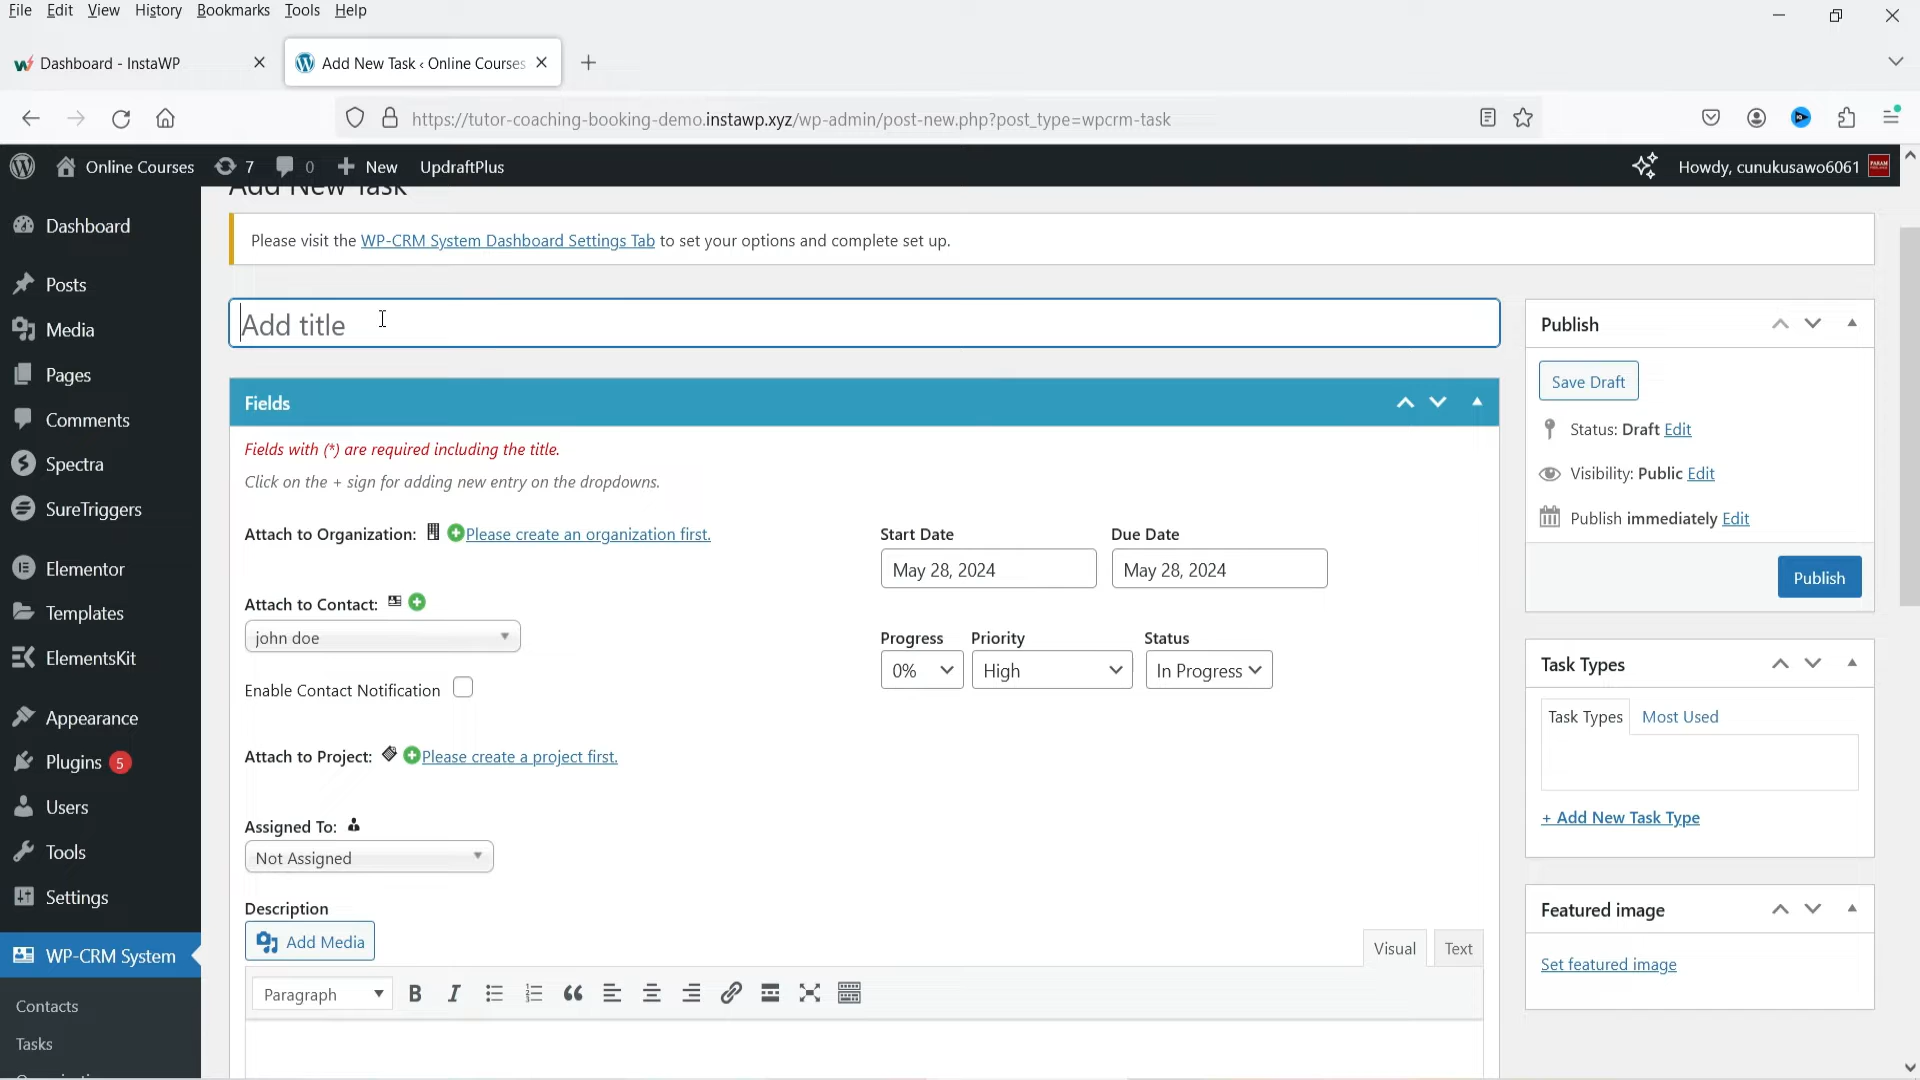 File Edit View History Bookmarks Tools Help
Dashboard - InstaWP
Add New Task ‹ Online Courses
https://tutor-coaching-booking-demo.instawp.xyz/wp-admin/post-new.php?post_type=wpcrm-task
Online Courses 7 0 New UpdraftPlus Howdy, cunukusawo6061
Dashboard
Posts
Media
Pages
Comments
Spectra
SureTriggers
Elementor
Templates
ElementsKit
Appearance
Plugins 5
Users
Tools
Settings
WP-CRM System
Contacts
Tasks
Add New Task
Please visit the WP-CRM System Dashboard Settings Tab to set your options and complete set up.
Add title
Fields
Fields with (*) are required including the title.
Click on the + sign for adding new entry on the dropdowns.
Attach to Organization: Please create an organization first.
Attach to Contact:
john doe
Enable Contact Notification
Attach to Project: Please create a project first.
Assigned To:
Not Assigned
Start Date Due Date
May 28, 2024 May 28, 2024
Progress Priority Status
0% High In Progress
Description
Add Media
Visual Text
Paragraph
Publish
Save Draft
Status: Draft Edit
Visibility: Public Edit
Publish immediately Edit
Publish
Task Types
Task Types Most Used
+ Add New Task Type
Featured image
Set featured image